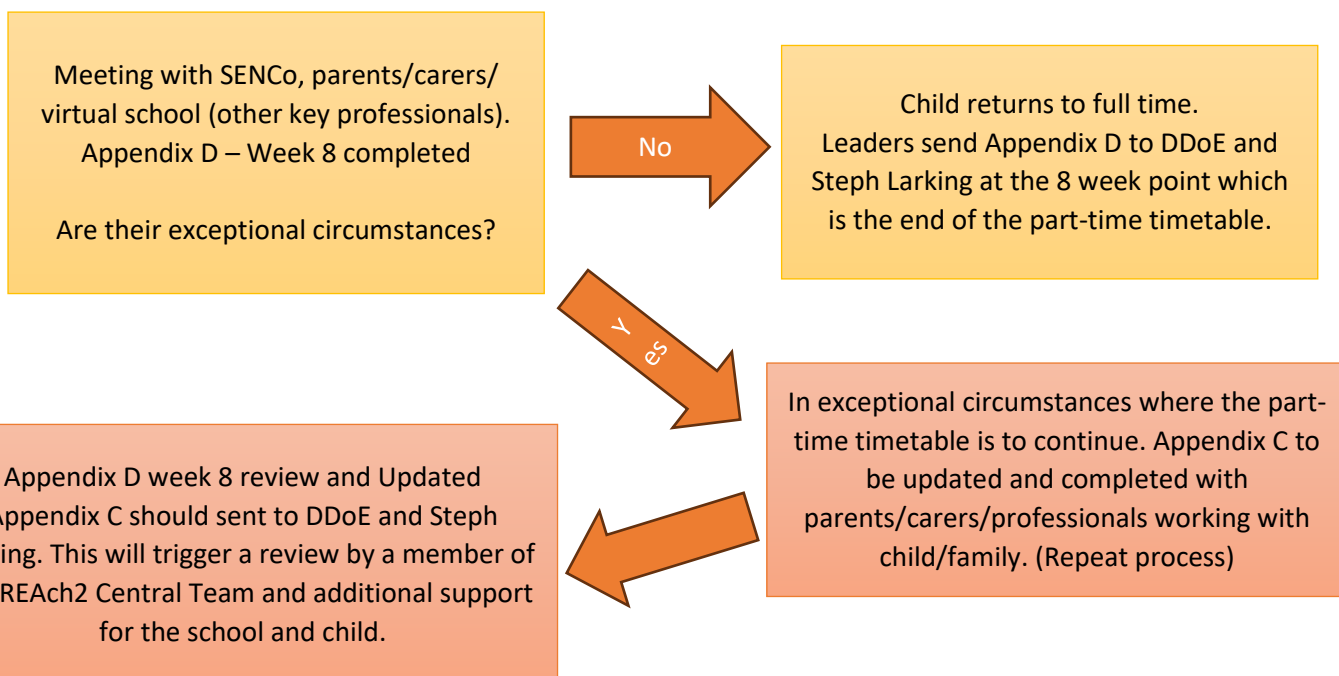 Meeting with SENCo, parents/carers/
virtual school (other key professionals).
Appendix D – Week 8 completed
Are their exceptional circumstances?
No
Child returns to full time.
Leaders send Appendix D to DDoE and
Steph Larking at the 8 week point which
is the end of the part-time timetable.
Y
es
In exceptional circumstances where the part-
time timetable is to continue. Appendix C to
be updated and completed with
parents/carers/professionals working with
child/family. (Repeat process)
Appendix D week 8 review and Updated
Appendix C should sent to DDoE and Steph
ing. This will trigger a review by a member of
REAch2 Central Team and additional support
for the school and child.